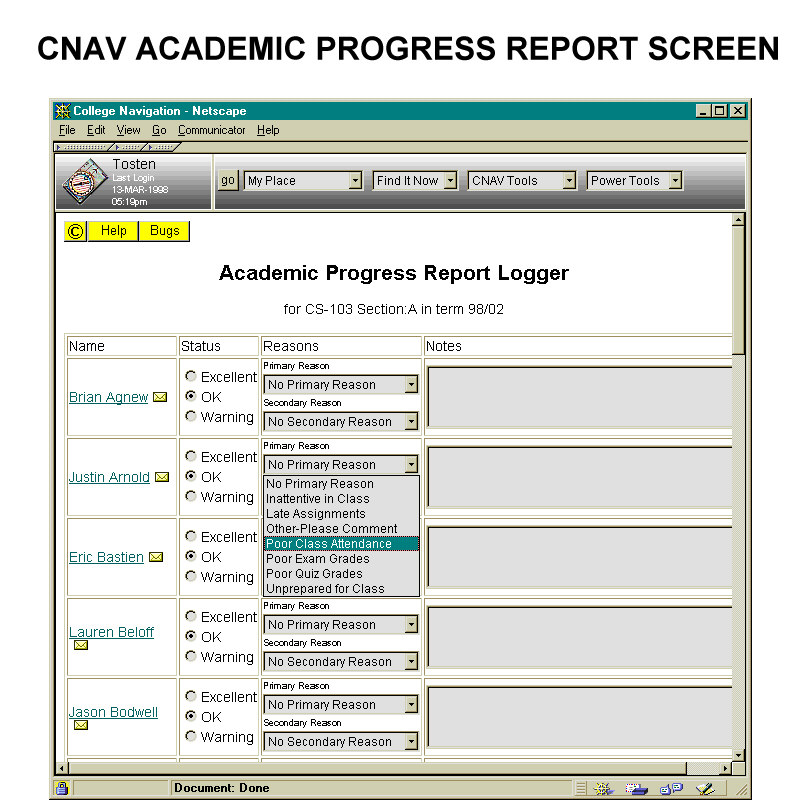 CNAV ACADEMIC PROGRESS REPORT SCREEN
College Navigation - Netscape
File Edit View Go Communicator Help
Tosten
Last Login
13-MAR-1998
05:19pm
go My Place Find It Now CNAV Tools Power Tools
© Help Bugs
Academic Progress Report Logger
for CS-103 Section:A in term 98/02
Name Status Reasons Notes
Brian Agnew
Excellent
OK
Warning
Primary Reason
No Primary Reason
Secondary Reason
No Secondary Reason
Justin Arnold
Excellent
OK
Warning
Primary Reason
No Primary Reason
No Primary Reason
Inattentive in Class
Late Assignments
Other-Please Comment
Poor Class Attendance
Poor Exam Grades
Poor Quiz Grades
Unprepared for Class
Eric Bastien
Excellent
OK
Warning
Lauren Beloff
Excellent
OK
Warning
Primary Reason
No Primary Reason
Secondary Reason
No Secondary Reason
Jason Bodwell
Excellent
OK
Warning
Primary Reason
No Primary Reason
Secondary Reason
No Secondary Reason
Document: Done